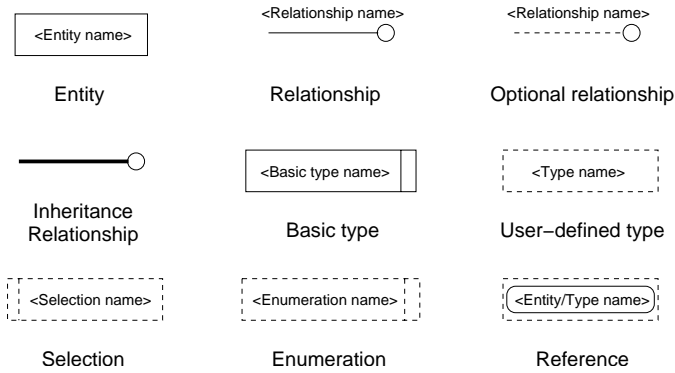 <Relationship name> <Relationship name>
<Entity name>
Entity Relationship Optional relationship
<Basic type name> <Type name>
Inheritance
Relationship Basic type User−defined type
<Selection name> <Enumeration name> <Entity/Type name>
Selection Enumeration Reference